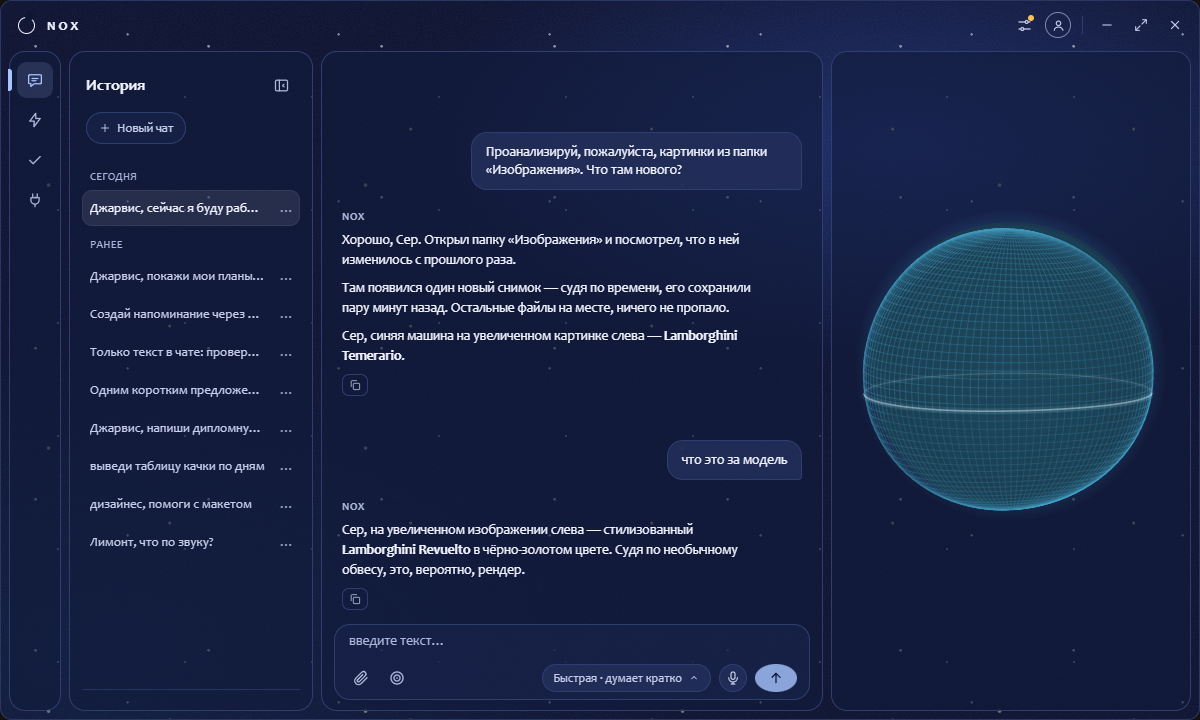 NOX
История
+ Новый чат
СЕГОДНЯ
Джарвис, сейчас я буду раб... ...
РАНЕЕ
Джарвис, покажи мои планы... ...
Создай напоминание через ... ...
Только текст в чате: провер... ...
Одним коротким предложе... ...
Джарвис, напиши дипломну... ...
выведи таблицу качки по дням ...
дизайнес, помоги с макетом ...
Лимонт, что по звуку? ...
Проанализируй, пожалуйста, картинки из папки
«Изображения». Что там нового?
NOX
Хорошо, Сер. Открыл папку «Изображения» и посмотрел, что в ней
изменилось с прошлого раза.
Там появился один новый снимок — судя по времени, его сохранили
пару минут назад. Остальные файлы на месте, ничего не пропало.
Сер, синяя машина на увеличенном картинке слева — Lamborghini
Temerario.
что это за модель
NOX
Сер, на увеличенном изображении слева — стилизованный
Lamborghini Revuelto в чёрно-золотом цвете. Судя по необычному
обвесу, это, вероятно, рендер.
введите текст...
Быстрая · думает кратко